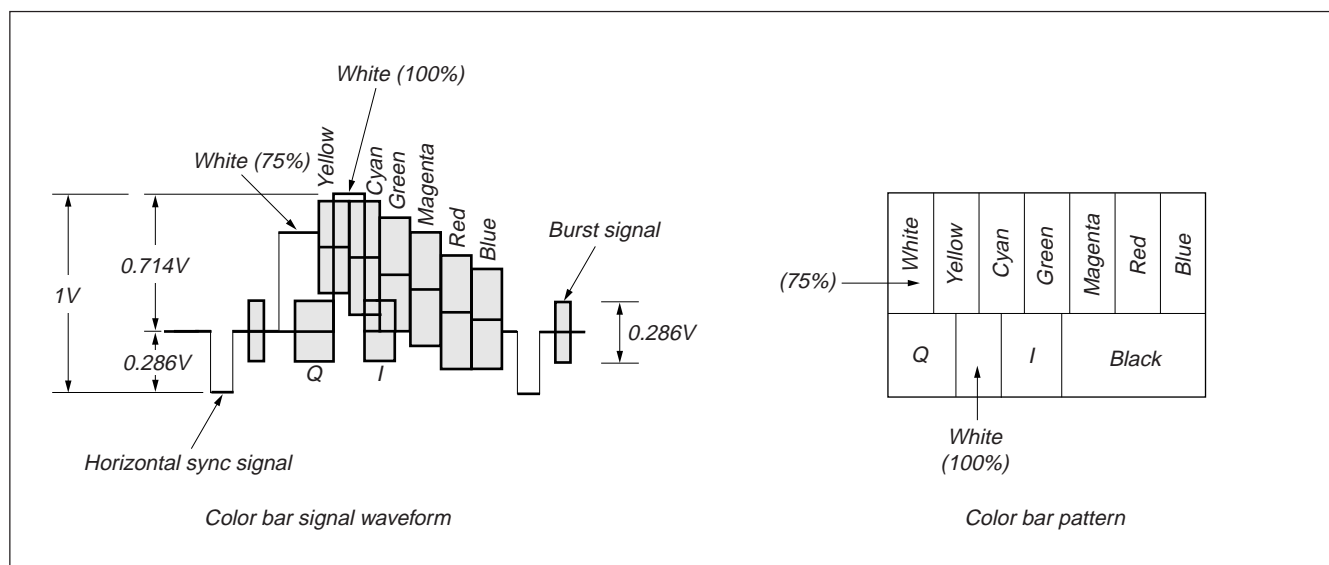 White (100%)
White (75%)
Yellow
Cyan
Green
Magenta
Red
Blue
Burst signal
0.714V
1V
0.286V
0.286V
Q
I
Horizontal sync signal
Color bar signal waveform
White
Yellow
Cyan
Green
Magenta
Red
Blue
(75%)
Q
I
Black
White
(100%)
Color bar pattern